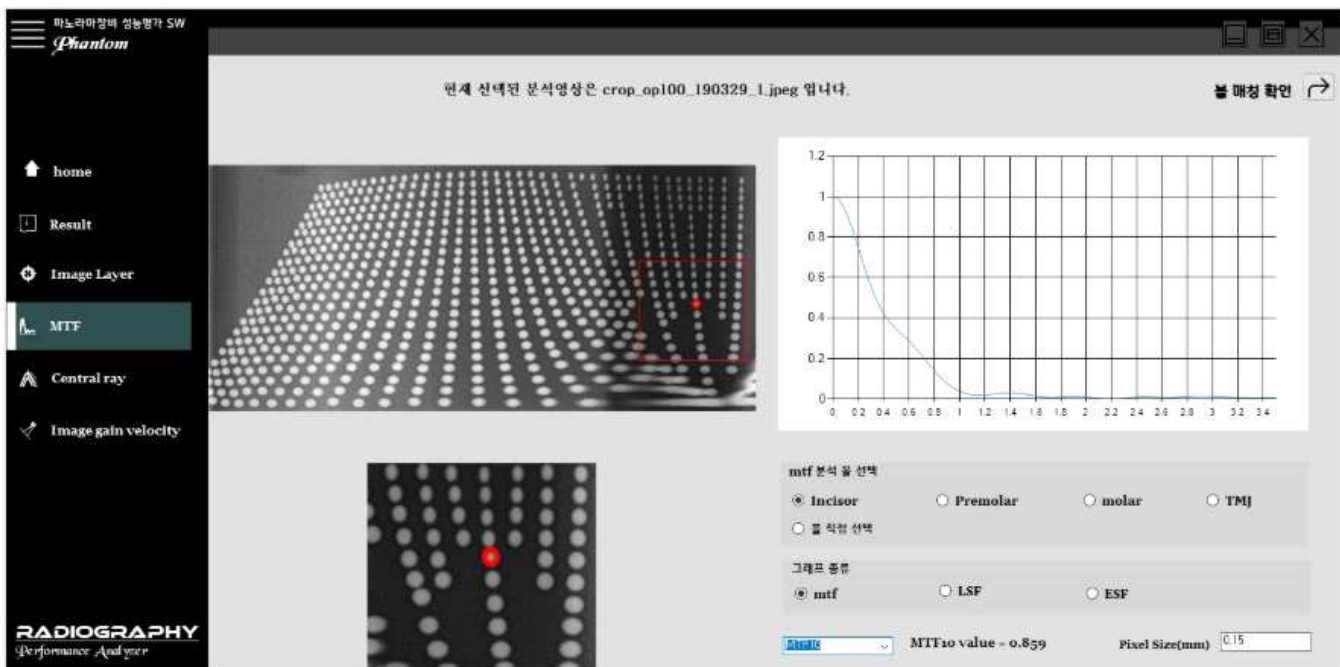 파노라마장비 성능평가 SW
Phantom
현재 선택된 분석영상은 crop_op100_190329_1.jpeg 입니다.
볼 매칭 확인
home
Result
Image Layer
MTF
Central ray
Image gain velocity
1.2
1
0.8
0.6
0.4
0.2
0
0 0.2 0.4 0.6 0.8 1 1.2 1.4 1.6 1.8 2 2.2 2.4 2.6 2.8 3 3.2 3.4
mtf 분석 볼 선택
Incisor Premolar molar TMJ
볼 직접 선택
그래프 종류
mtf LSF ESF
MTF10 MTF10 value = 0.859 Pixel Size(mm) 0.15
RADIOGRAPHY
Performance Analyzer